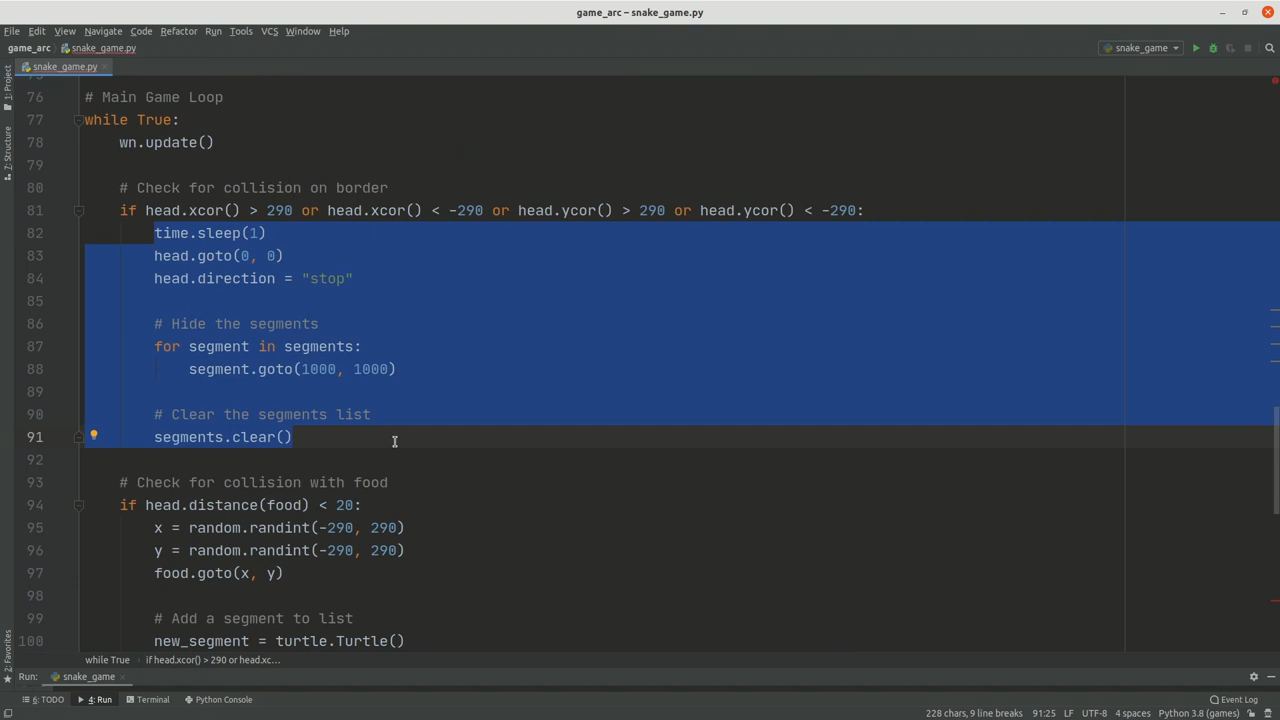 game_arc – snake_game.py
File Edit View Navigate Code Refactor Run Tools VCS Window Help
game_arc snake_game.py snake_game
snake_game.py
1: Project
7: Structure
2: Favorites
76 # Main Game Loop
77 while True:
78 wn.update()
79
80 # Check for collision on border
81 if head.xcor() > 290 or head.xcor() < -290 or head.ycor() > 290 or head.ycor() < -290:
82 time.sleep(1)
83 head.goto(0, 0)
84 head.direction = "stop"
85
86 # Hide the segments
87 for segment in segments:
88 segment.goto(1000, 1000)
89
90 # Clear the segments list
91 segments.clear()
92
93 # Check for collision with food
94 if head.distance(food) < 20:
95 x = random.randint(-290, 290)
96 y = random.randint(-290, 290)
97 food.goto(x, y)
98
99 # Add a segment to list
100 new_segment = turtle.Turtle()
while True if head.xcor() > 290 or head.xc...
Run: snake_game
6: TODO 4: Run Terminal Python Console Event Log
228 chars, 9 line breaks 91:25 LF UTF-8 4 spaces Python 3.8 (games)